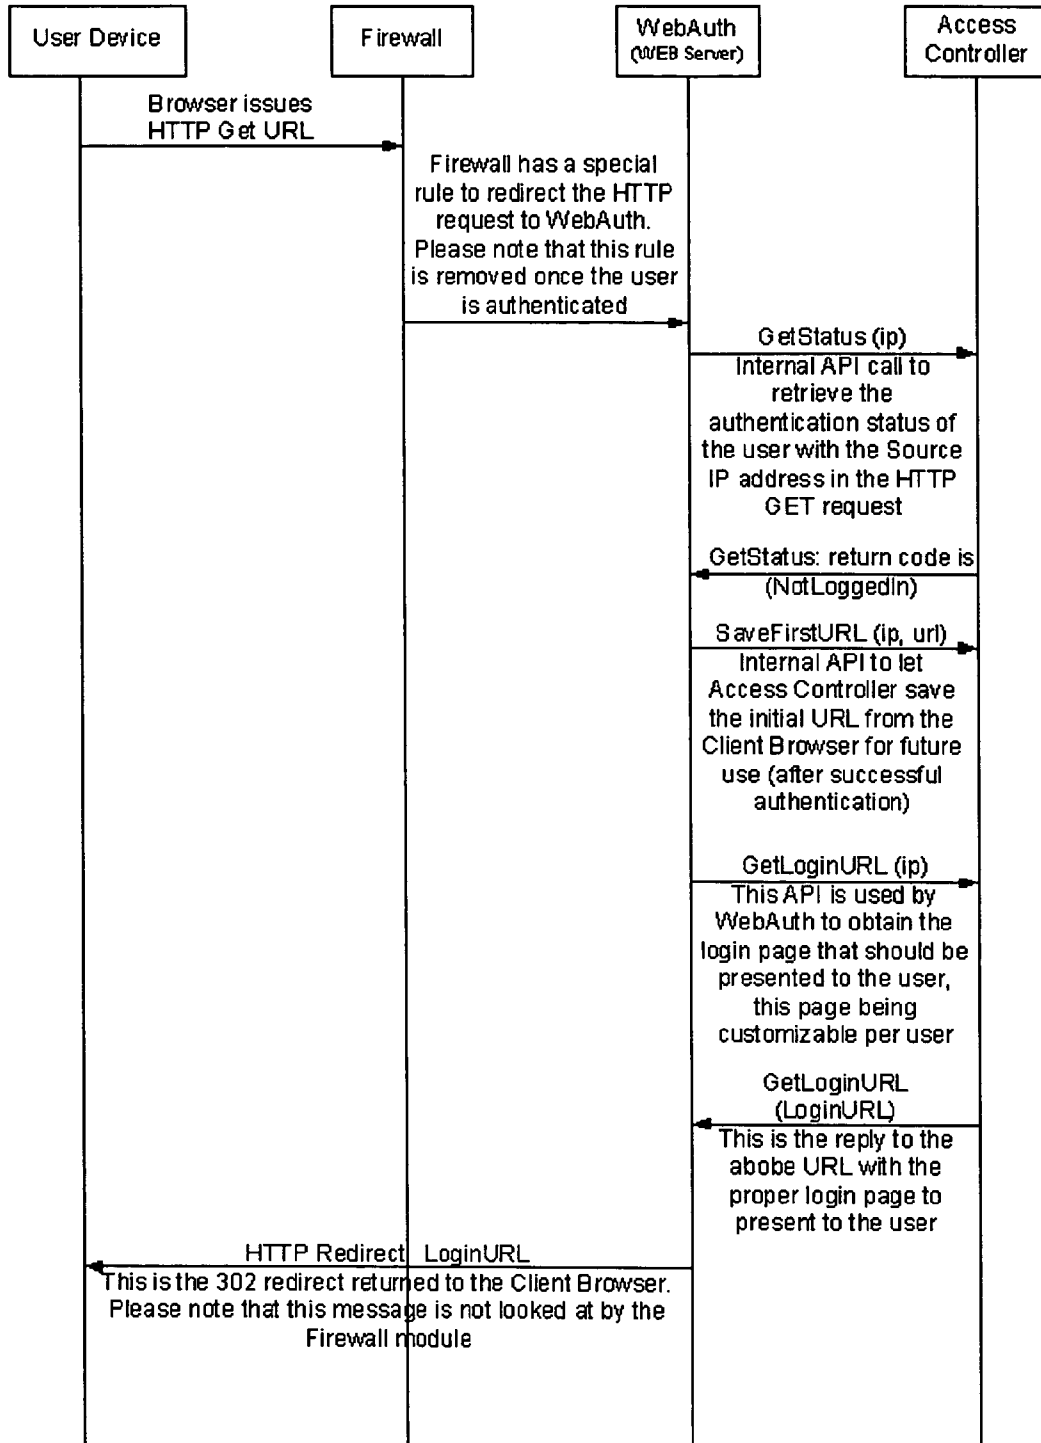 User Device
Firewall
WebAuth
(WEB Server)
Access
Controller
Browser issues
HTTP Get URL
Firewall has a special
rule to redirect the HTTP
request to WebAuth.
Please note that this rule
is removed once the user
is authenticated
GetStatus (ip)
Internal API call to
retrieve the
authentication status of
the user with the Source
IP address in the HTTP
GET request
GetStatus: return code is
(NotLoggedIn)
SaveFirstURL (ip, url)
Internal API to let
Access Controller save
the initial URL from the
Client Browser for future
use (after successful
authentication)
GetLoginURL (ip)
This API is used by
WebAuth to obtain the
login page that should be
presented to the user,
this page being
customizable per user
GetLoginURL
(LoginURL)
This is the reply to the
abobe URL with the
proper login page to
present to the user
HTTP Redirect LoginURL
This is the 302 redirect returned to the Client Browser.
Please note that this message is not looked at by the
Firewall module